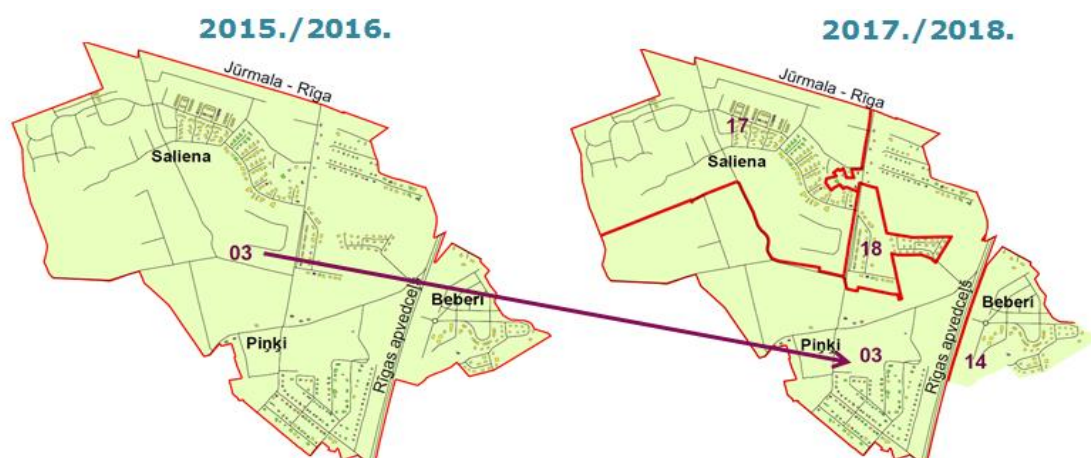 2015./2016.
Jūrmala - Rīga
Saliena
03
Beberi
Piņķi
Rīgas apvedceļš
2017./2018.
Jūrmala - Rīga
17
Saliena
18
Beberi
Piņķi
03
Rīgas apvedceļš
14